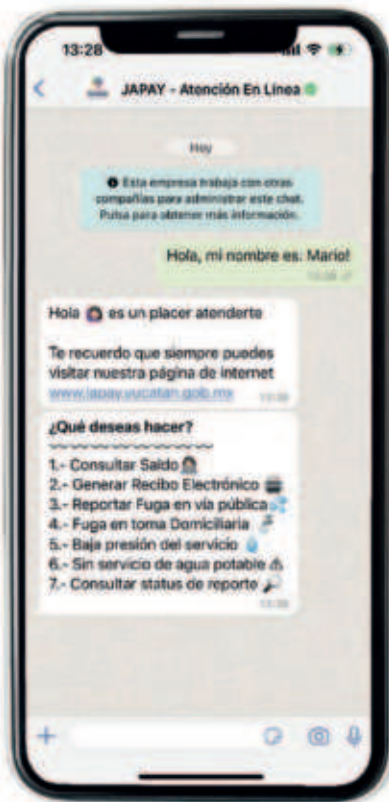 13:28
JAPAY - Atención En Línea
Hoy
Esta empresa trabaja con otras
compañías para administrar este chat.
Pulsa para obtener más información.
Hola, mi nombre es: Mario!
Hola es un placer atenderte
Te recuerdo que siempre puedes
visitar nuestra página de internet
www.japay.yucatan.gob.mx
¿Qué deseas hacer?
1.- Consultar Saldo
2.- Generar Recibo Electrónico
3.- Reportar Fuga en vía pública
4.- Fuga en toma Domiciliaria
5.- Baja presión del servicio
6.- Sin servicio de agua potable
7.- Consultar status de reporte